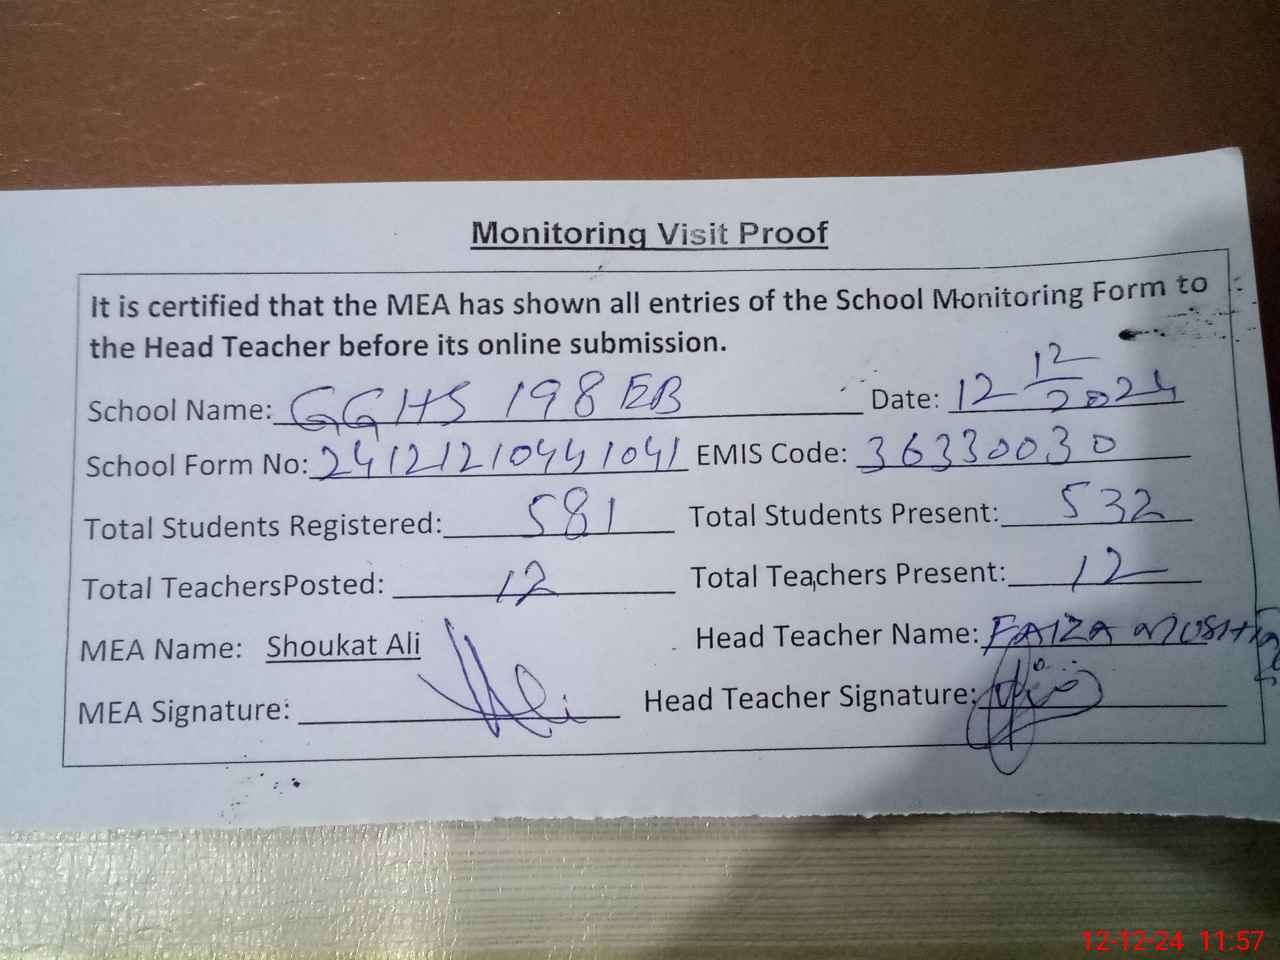 Monitoring Visit Proof
It is certified that the MEA has shown all entries of the School Monitoring Form to
the Head Teacher before its online submission.
School Name: GGHS 198 EB Date: 12 12/2024
School Form No: 24121210441041 EMIS Code: 36330030
Total Students Registered: 581 Total Students Present: 532
Total TeachersPosted: 12 Total Teachers Present: 12
MEA Name: Shoukat Ali Head Teacher Name: FAIZA
MEA Signature: Head Teacher Signature:
12-12-24 11:57